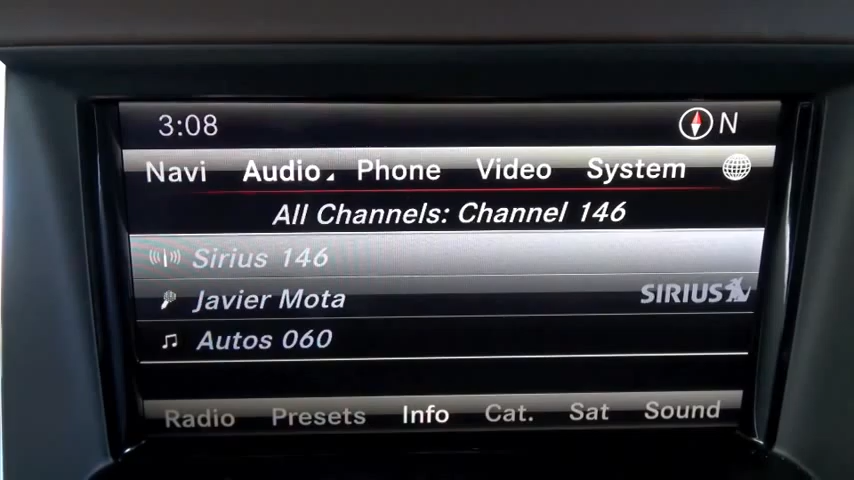 3:08 N
Navi Audio Phone Video System
All Channels: Channel 146
Sirius 146
Javier Mota SIRIUS
Autos 060
Radio Presets Info Cat. Sat Sound